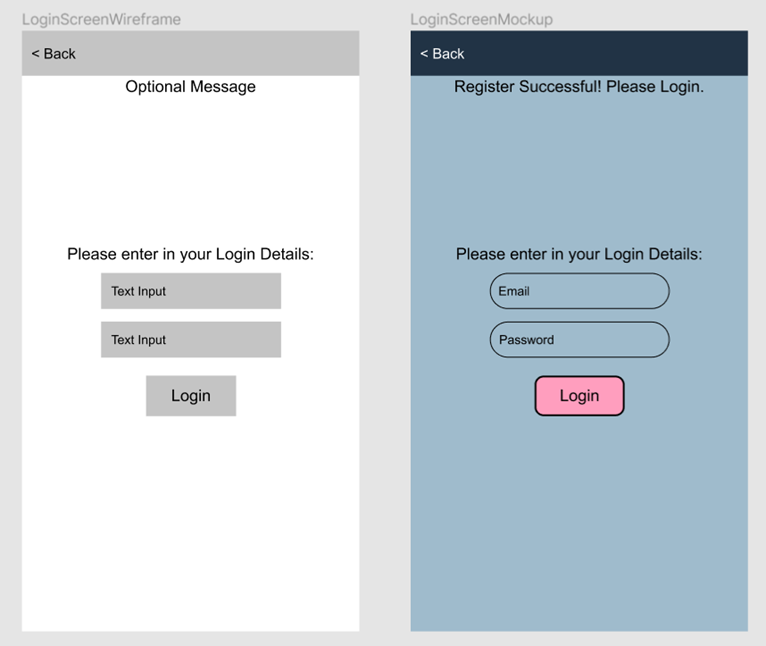 LoginScreenWireframe
< Back
Optional Message
Please enter in your Login Details:
Text Input
Text Input
Login
LoginScreenMockup
< Back
Register Successful! Please Login.
Please enter in your Login Details:
Email
Password
Login